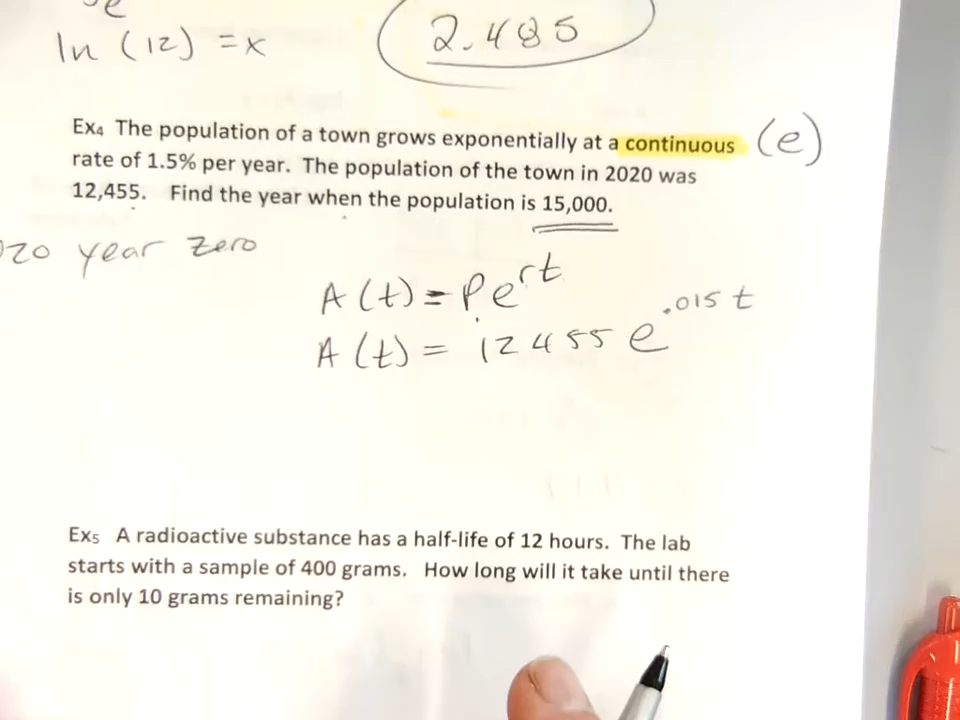 ln (12) = x
2.485
Ex4 The population of a town grows exponentially at a continuous (e)
rate of 1.5% per year. The population of the town in 2020 was
12,455. Find the year when the population is 15,000.
20 year zero
A(t) = Pe^rt
A(t) = 12455 e^.015t
Ex5 A radioactive substance has a half-life of 12 hours. The lab
starts with a sample of 400 grams. How long will it take until there
is only 10 grams remaining?